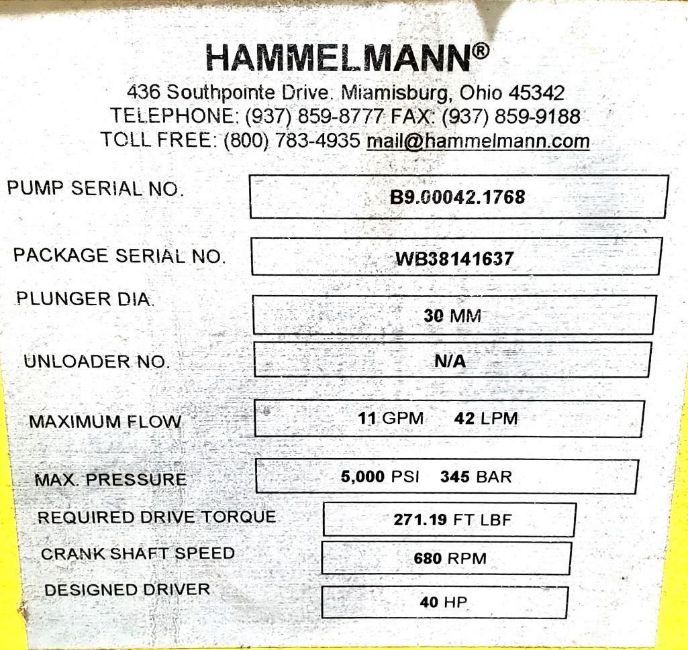 HAMMELMANN®
436 Southpointe Drive. Miamisburg, Ohio 45342
TELEPHONE: (937) 859-8777 FAX: (937) 859-9188
TOLL FREE: (800) 783-4935 mail@hammelmann.com
PUMP SERIAL NO. B9.00042.1768
PACKAGE SERIAL NO. WB38141637
PLUNGER DIA. 30 MM
UNLOADER NO. N/A
MAXIMUM FLOW 11 GPM 42 LPM
MAX. PRESSURE 5,000 PSI 345 BAR
REQUIRED DRIVE TORQUE 271.19 FT LBF
CRANK SHAFT SPEED 680 RPM
DESIGNED DRIVER 40 HP